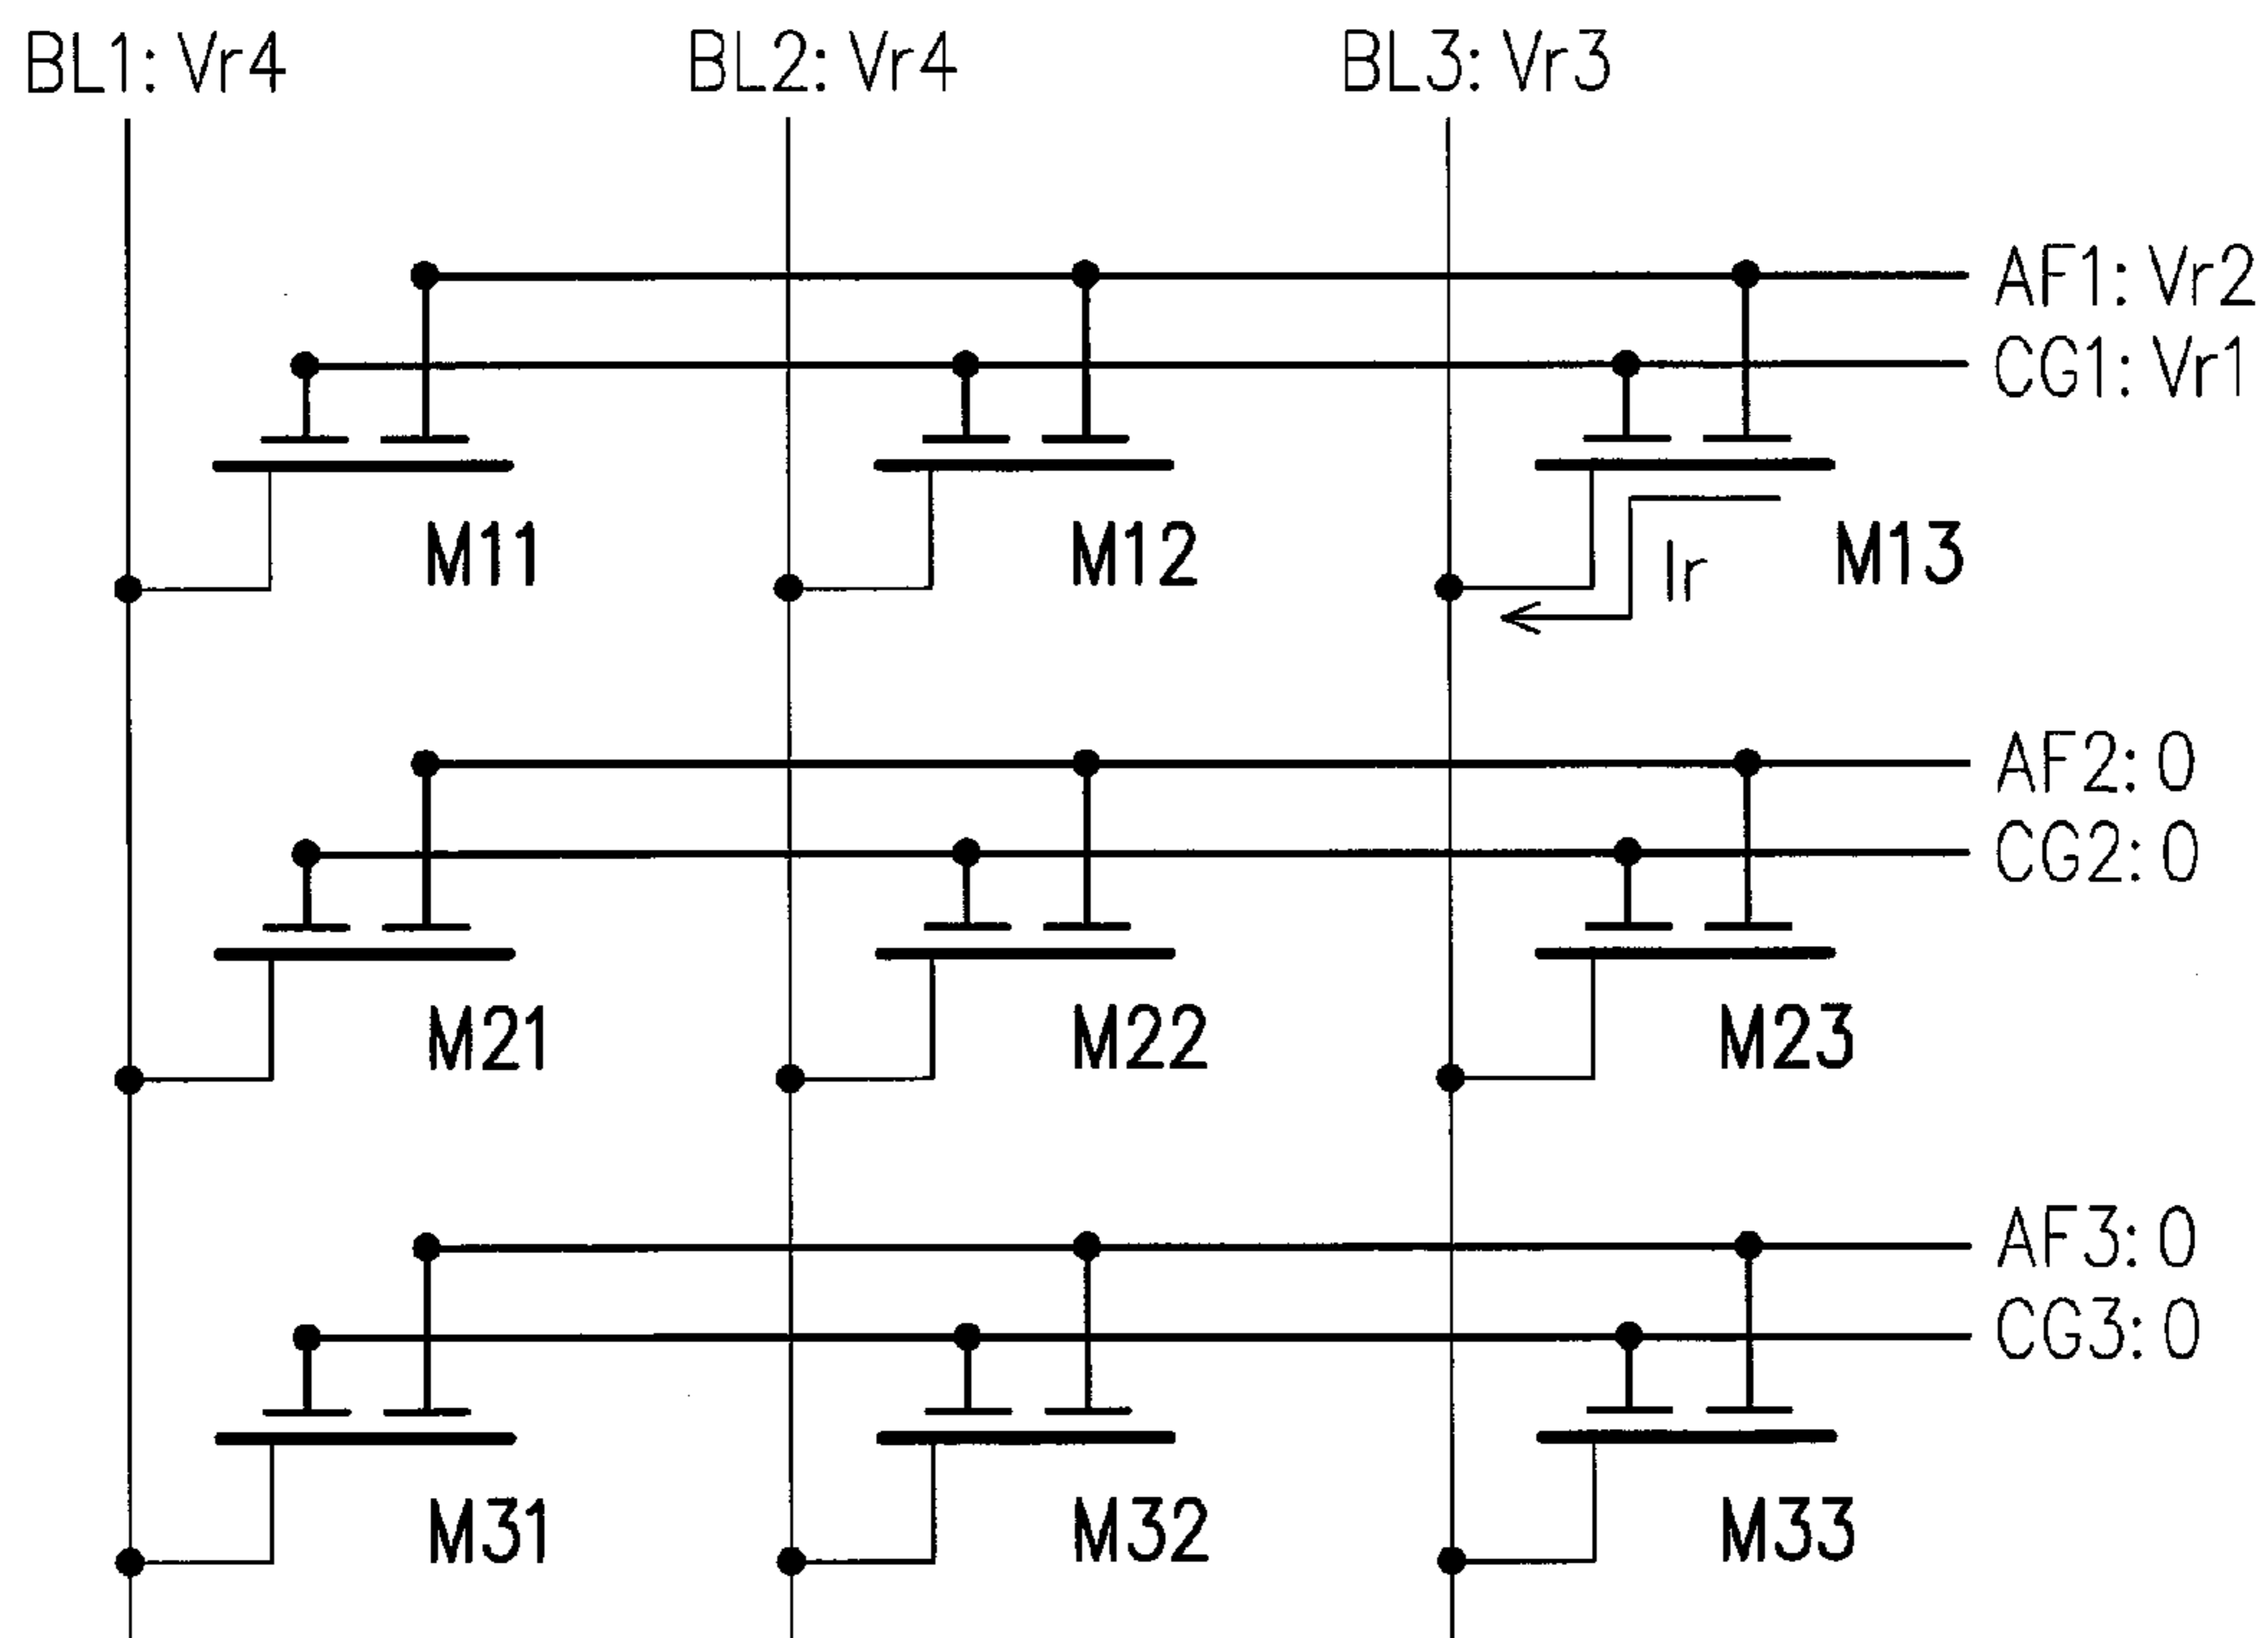 BL1: Vr4 BL2: Vr4 BL3: Vr3
AF1: Vr2
CG1: Vr1
M11 M12 Ir M13
AF2: 0
CG2: 0
M21 M22 M23
AF3: 0
CG3: 0
M31 M32 M33